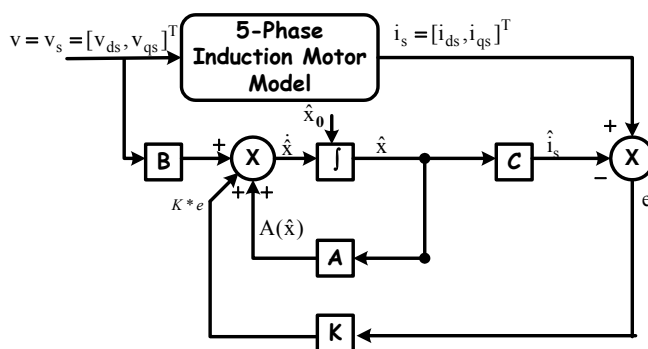 v = v_s = [v_ds, v_qs]^T
5-Phase
Induction Motor
Model
i_s = [i_ds, i_qs]^T
x̂_0
+
B
+
X
ẋ̂
∫
x̂
C
î_s
−
X
+ +
e
K * e
A(x̂)
A
K